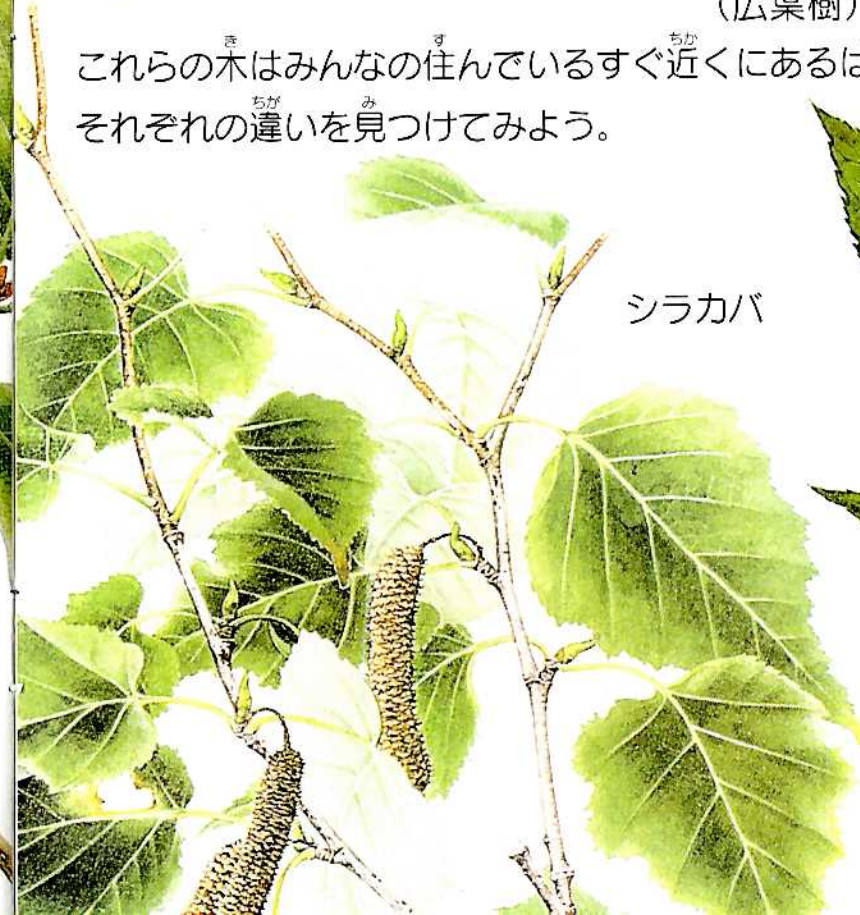 （広葉樹）
これらの木はみんなの住んでいるすぐ近くにあるは
それぞれの違いを見つけてみよう。
シラカバ